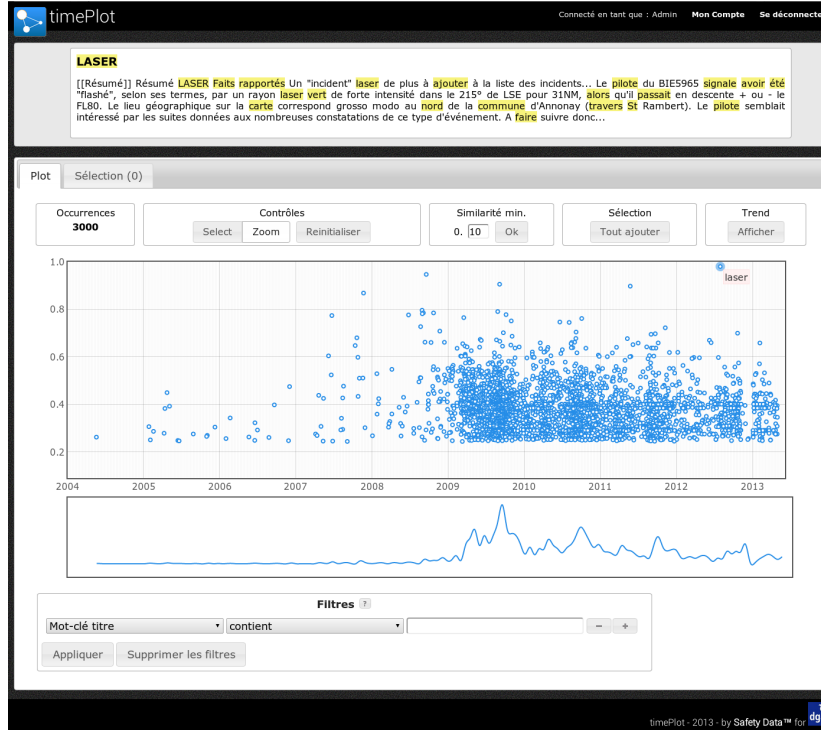 timePlot
Connecté en tant que : Admin Mon Compte Se déconnecte
LASER
[[Résumé]] Résumé LASER Faits rapportés Un "incident" laser de plus à ajouter à la liste des incidents... Le pilote du BIE5965 signale avoir été
"flashé", selon ses termes, par un rayon laser vert de forte intensité dans le 215° de LSE pour 31NM, alors qu'il passait en descente + ou - le
FL80. Le lieu géographique sur la carte correspond grosso modo au nord de la commune d'Annonay (travers St Rambert). Le pilote semblait
intéressé par les suites données aux nombreuses constatations de ce type d'événement. A faire suivre donc...
Plot Sélection (0)
Occurrences Contrôles Similarité min. Sélection Trend
3000 Select Zoom Reinitialiser 0. 10 Ok Tout ajouter Afficher
1.0
laser
0.8
0.6
0.4
0.2
2004 2005 2006 2007 2008 2009 2010 2011 2012 2013
Filtres ?
Mot-clé titre contient − +
Appliquer Supprimer les filtres
timePlot - 2013 - by Safety Data™ for dg